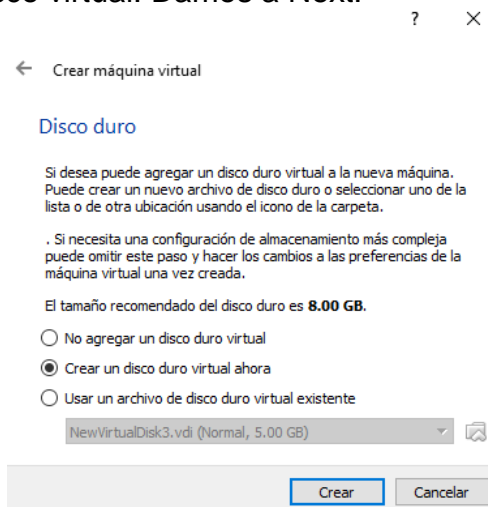 virtual. Damos a Next.
?
Crear máquina virtual
Disco duro
Si desea puede agregar un disco duro virtual a la nueva máquina.
Puede crear un nuevo archivo de disco duro o seleccionar uno de la
lista o de otra ubicación usando el icono de la carpeta.
. Si necesita una configuración de almacenamiento más compleja
puede omitir este paso y hacer los cambios a las preferencias de la
máquina virtual una vez creada.
El tamaño recomendado del disco duro es 8.00 GB.
No agregar un disco duro virtual
Crear un disco duro virtual ahora
Usar un archivo de disco duro virtual existente
NewVirtualDisk3.vdi (Normal, 5.00 GB)
Crear Cancelar